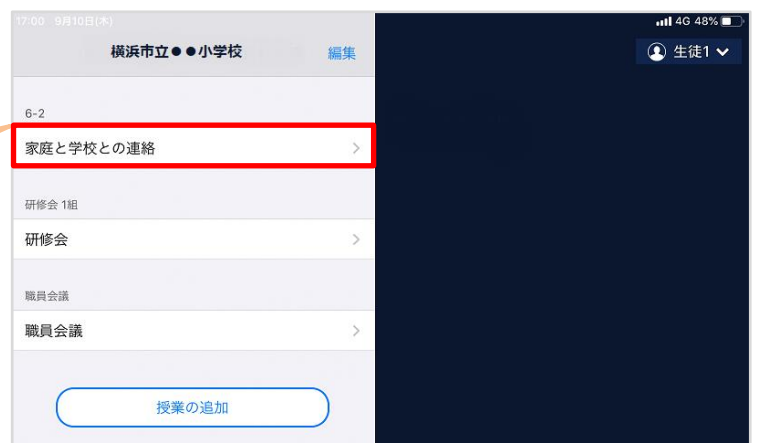 17:00 9月10日(木)
4G 48%
横浜市立●●小学校
編集
生徒1
6-2
家庭と学校との連絡
研修会 1組
研修会
職員会議
職員会議
授業の追加